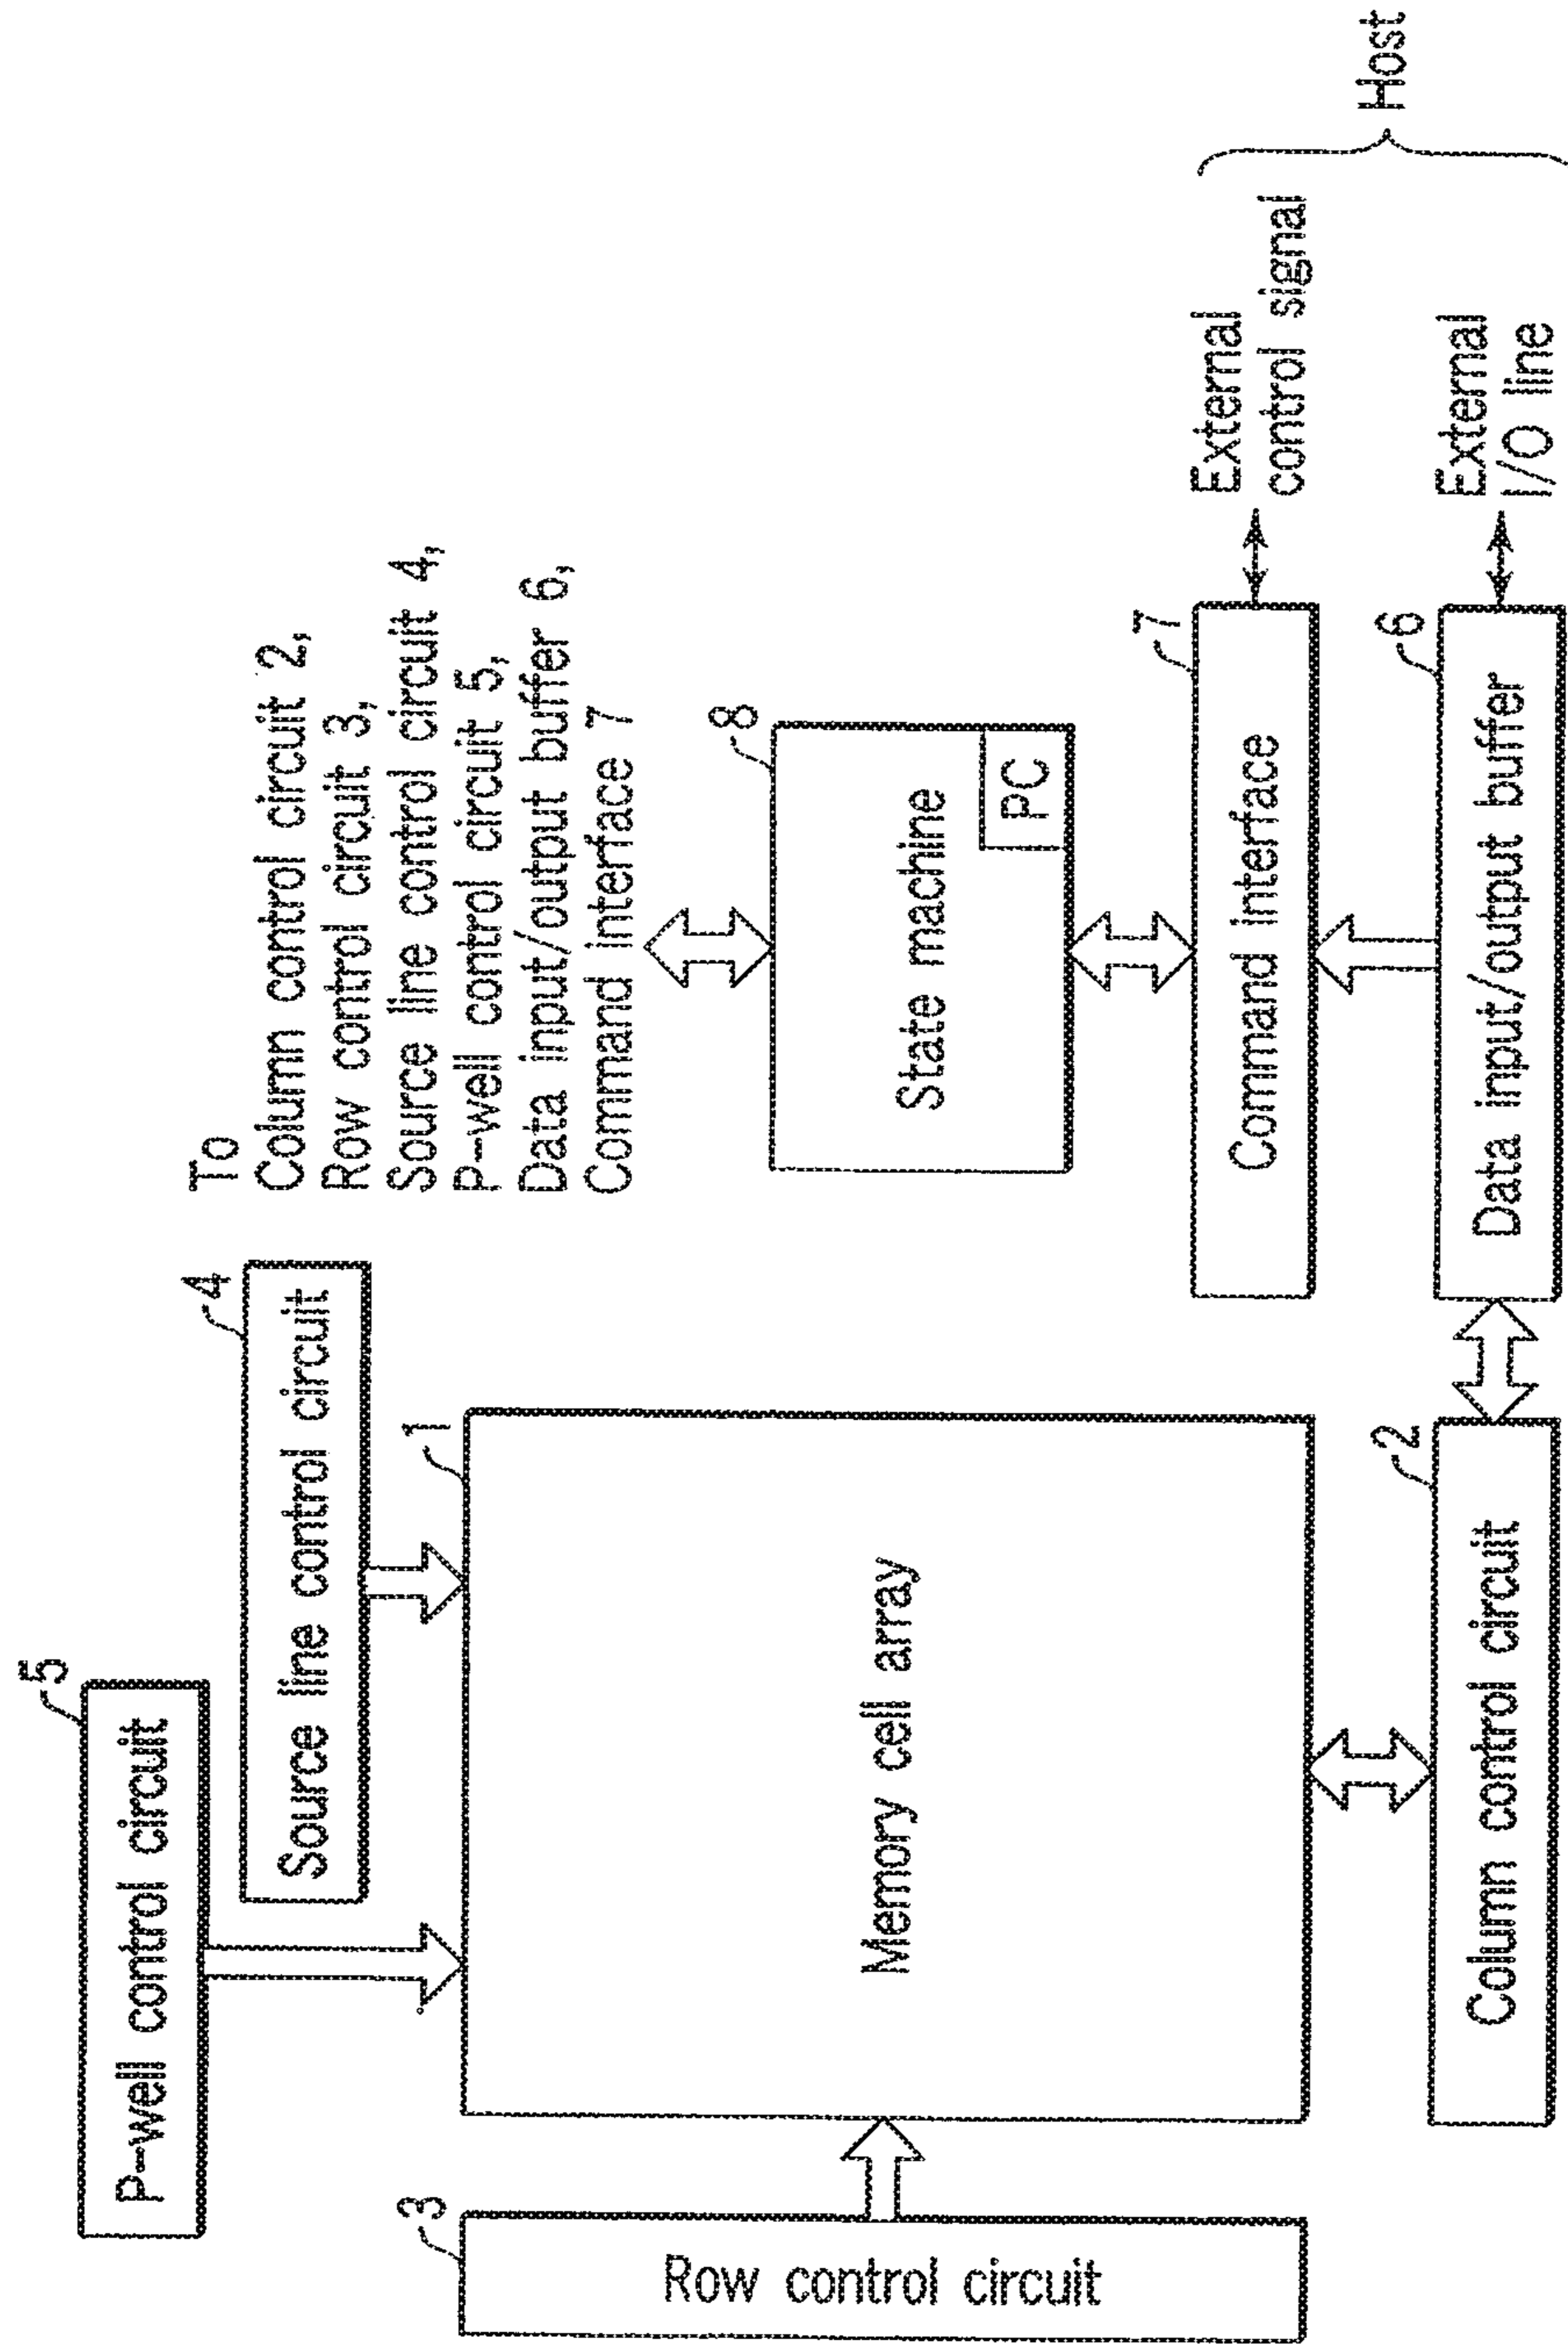 5
P-well control circuit
4
Source line control circuit
To
Column control circuit 2,
Row control circuit 3,
Source line control circuit 4,
P-well control circuit 5,
Data input/output buffer 6,
Command interface 7
3
Row control circuit
1
Memory cell array
8
State machine
PC
7
Command interface
External
control signal
2
Column control circuit
6
Data input/output buffer
External
I/O line
Host